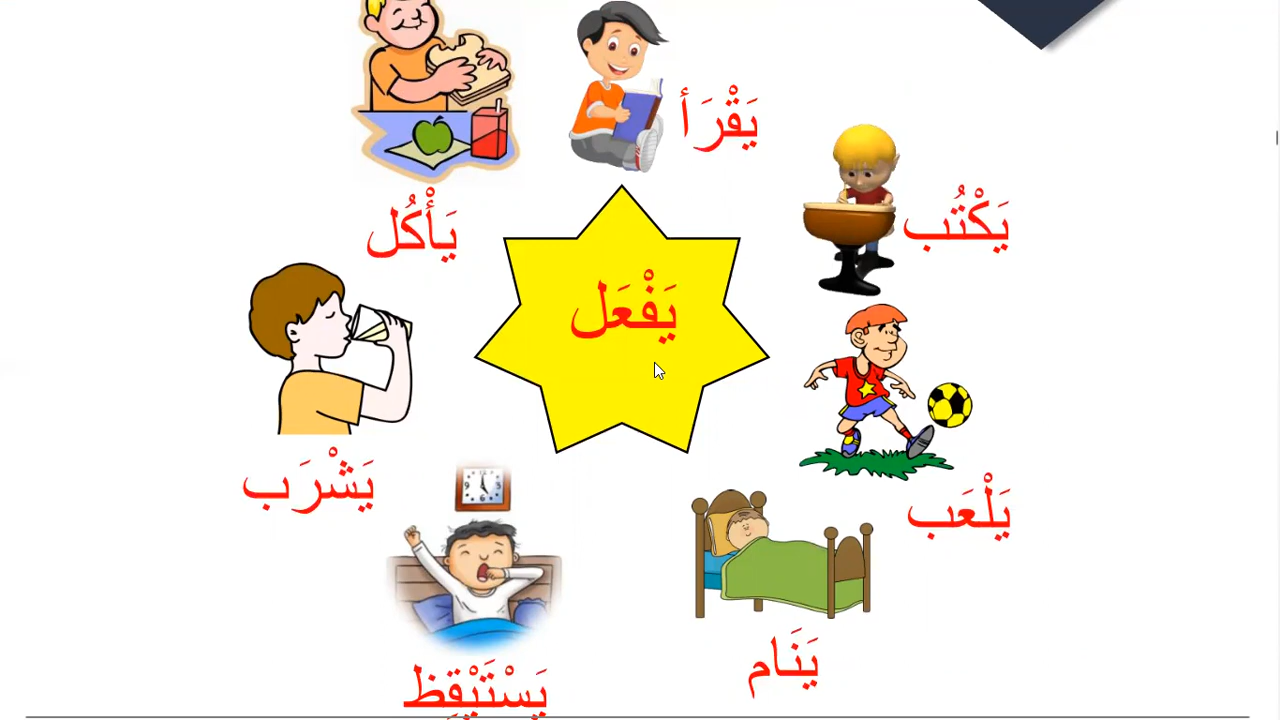 يَقْرَأ
يَكْتُب
يَأْكُل
يَفْعَل
يَشْرَب
يَلْعَب
يَنَام
يَسْتَيْقِظ